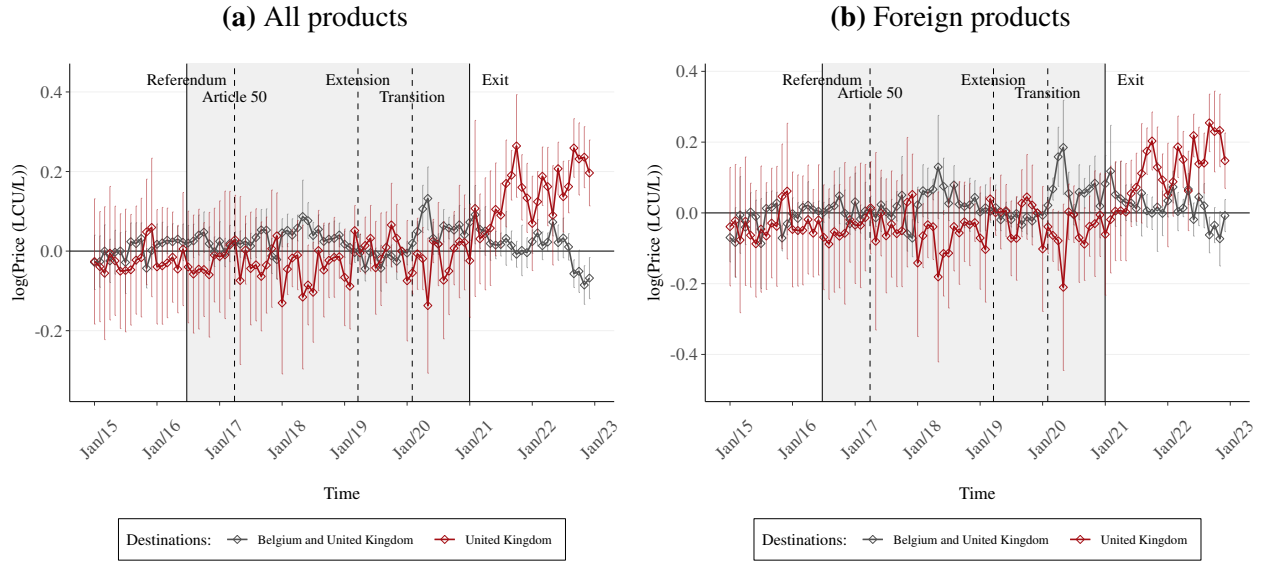 (a) All products
Referendum
Extension
Exit
Article 50
Transition
0.4
0.2
0.0
-0.2
log(Price (LCU/L))
Jan/15
Jan/16
Jan/17
Jan/18
Jan/19
Jan/20
Jan/21
Jan/22
Jan/23
Time
Destinations: Belgium and United Kingdom United Kingdom
(b) Foreign products
Referendum
Extension
Exit
Article 50
Transition
0.4
0.2
0.0
-0.2
-0.4
log(Price (LCU/L))
Jan/15
Jan/16
Jan/17
Jan/18
Jan/19
Jan/20
Jan/21
Jan/22
Jan/23
Time
Destinations: Belgium and United Kingdom United Kingdom